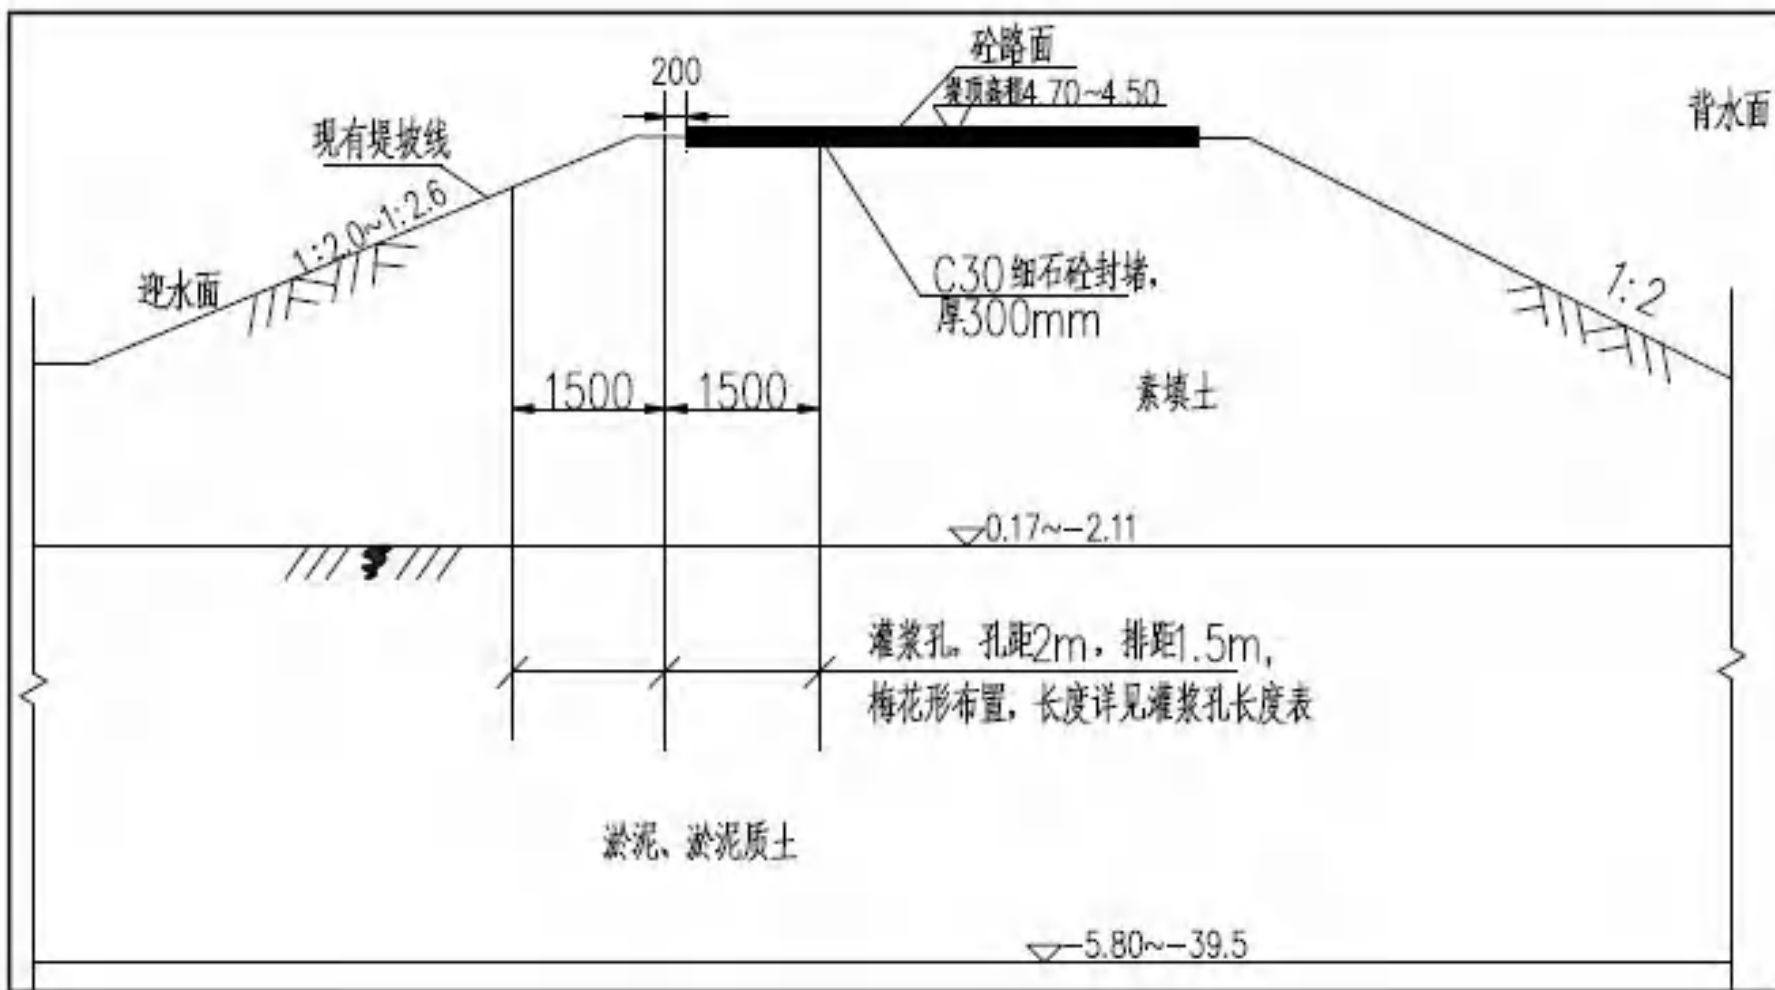 砼路面
200
堤顶高程4.70~4.50
背水面
现有堤坡线
1:2.0~1:2.6
迎水面
C30细石砼封堵,
厚300mm
1:2
1500
1500
素填土
0.17~-2.11
灌浆孔。孔距2m,排距1.5m,
梅花形布置,长度详见灌浆孔长度表
淤泥、淤泥质土
-5.80~-39.5